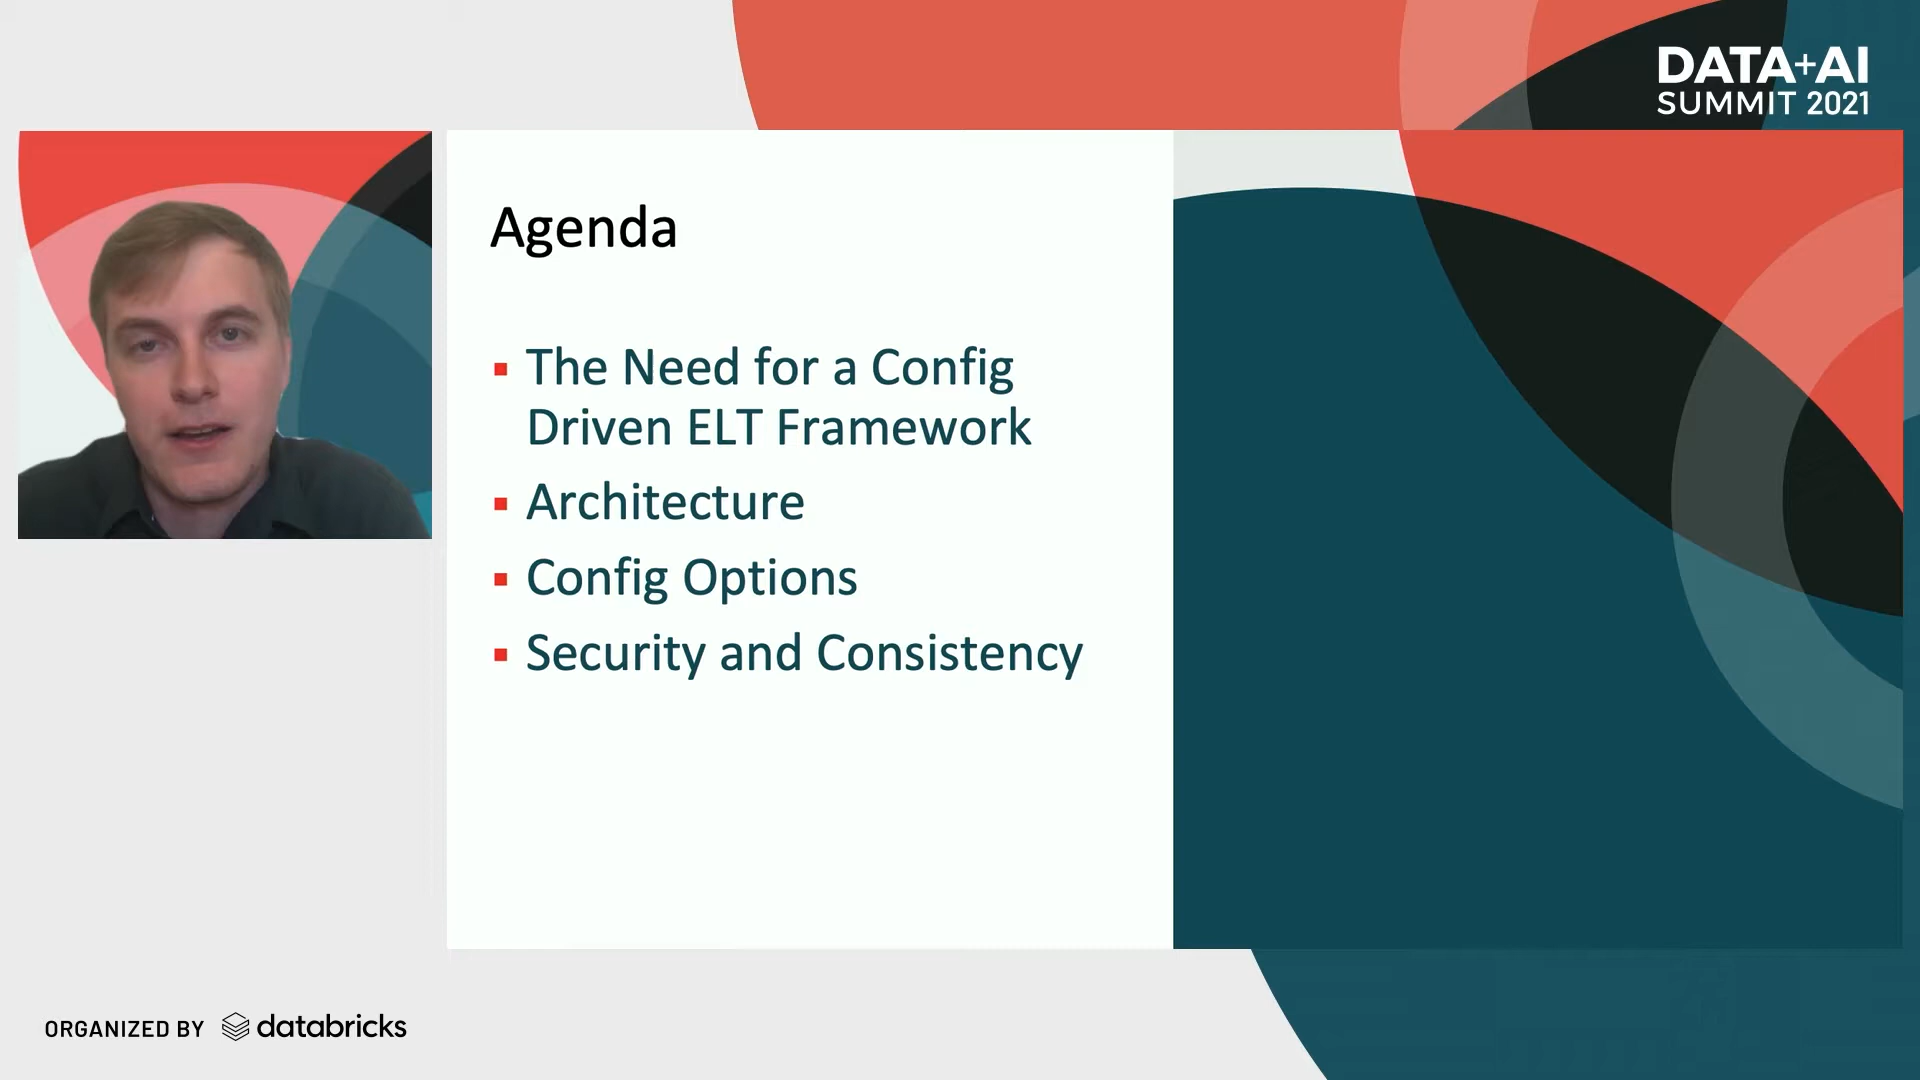 DATA+AI
SUMMIT 2021
Agenda
▪ The Need for a Config
Driven ELT Framework
▪ Architecture
▪ Config Options
▪ Security and Consistency
ORGANIZED BY databricks